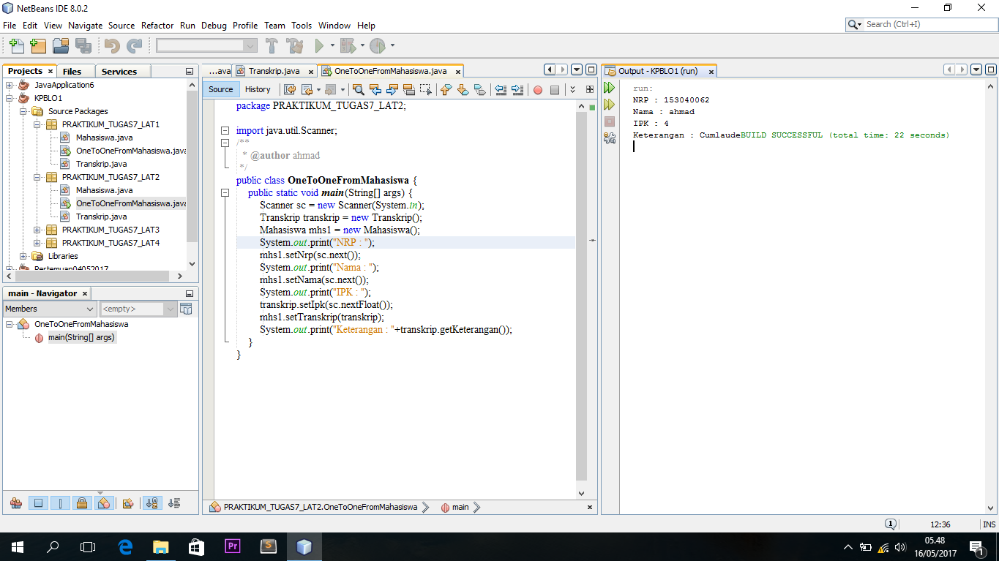 NetBeans IDE 8.0.2
File Edit View Navigate Source Refactor Run Debug Profile Team Tools Window Help
Search (Ctrl+I)
Projects Files Services
JavaApplication6
KPBLO1
Source Packages
PRAKTIKUM_TUGAS7_LAT1
Mahasiswa.java
OneToOneFromMahasiswa.java
Transkrip.java
PRAKTIKUM_TUGAS7_LAT2
Mahasiswa.java
OneToOneFromMahasiswa.java
Transkrip.java
PRAKTIKUM_TUGAS7_LAT3
PRAKTIKUM_TUGAS7_LAT4
Libraries
Pertemuan04052017
main - Navigator
Members <empty>
OneToOneFromMahasiswa
main(String[] args)
...ava Transkrip.java OneToOneFromMahasiswa.java
Source History
package PRAKTIKUM_TUGAS7_LAT2;
import java.util.Scanner;
/**
* @author ahmad
*/
public class OneToOneFromMahasiswa {
public static void main(String[] args) {
Scanner sc = new Scanner(System.in);
Transkrip transkrip = new Transkrip();
Mahasiswa mhs1 = new Mahasiswa();
System.out.print("NRP : ");
mhs1.setNrp(sc.next());
System.out.print("Nama : ");
mhs1.setNama(sc.next());
System.out.print("IPK : ");
transkrip.setIpk(sc.nextFloat());
mhs1.setTranskrip(transkrip);
System.out.print("Keterangan : "+transkrip.getKeterangan());
}
}
PRAKTIKUM_TUGAS7_LAT2.OneToOneFromMahasiswa main
Output - KPBLO1 (run)
run:
NRP : 153040062
Nama : ahmad
IPK : 4
Keterangan : CumlaudeBUILD SUCCESSFUL (total time: 22 seconds)
1 12:36 INS
Pr S
05.48
16/05/2017
1